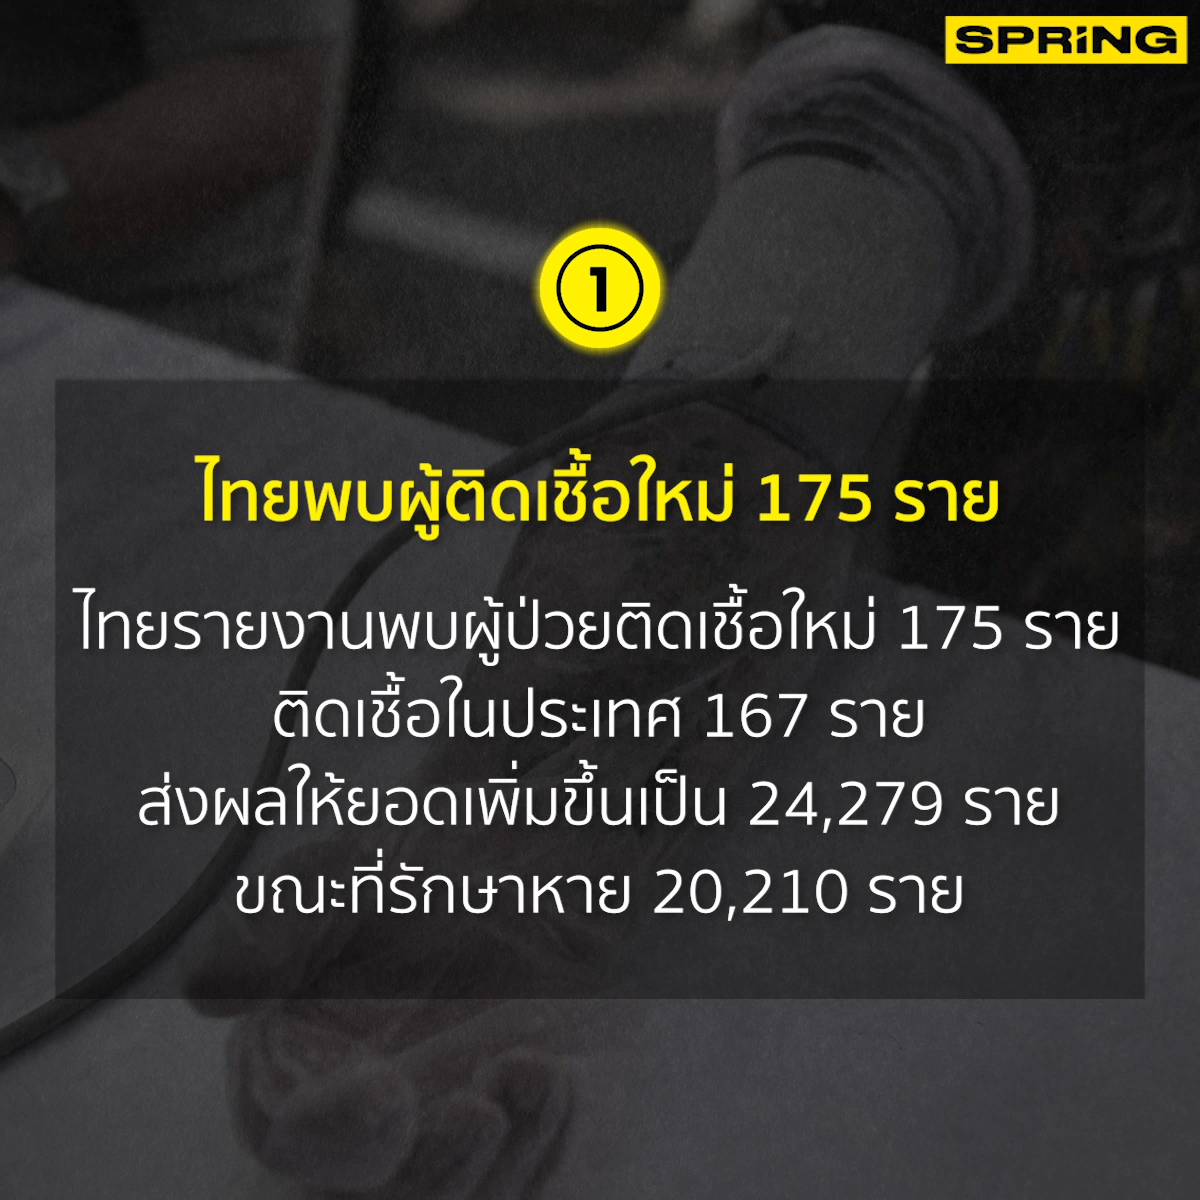 SPRiNG
1
ไทยพบผู้ติดเชื้อใหม่ 175 ราย
ไทยรายงานพบผู้ป่วยติดเชื้อใหม่ 175 ราย
ติดเชื้อในประเทศ 167 ราย
ส่งผลให้ยอดเพิ่มขึ้นเป็น 24,279 ราย
ขณะที่รักษาหาย 20,210 ราย